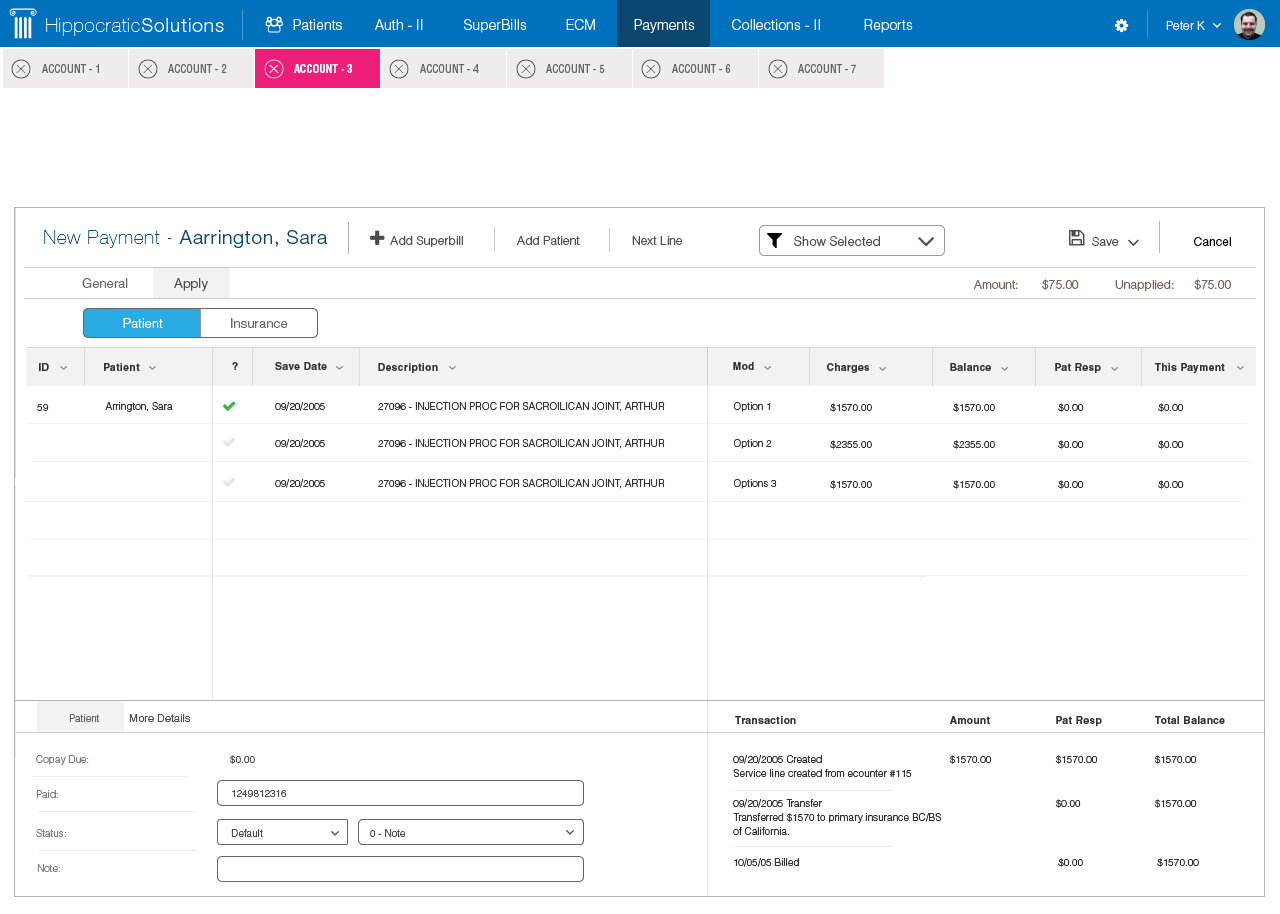 HippocraticSolutions Patients Auth - II SuperBills ECM Payments Collections - II Reports Peter K
ACCOUNT - 1 ACCOUNT - 2 ACCOUNT - 3 ACCOUNT - 4 ACCOUNT - 5 ACCOUNT - 6 ACCOUNT - 7
New Payment - Aarrington, Sara Add Superbill Add Patient Next Line Show Selected Save Cancel
General Apply Amount: $75.00 Unapplied: $75.00
Patient Insurance
ID Patient ? Save Date Description Mod Charges Balance Pat Resp This Payment
59 Arrington, Sara 09/20/2005 27096 - INJECTION PROC FOR SACROILICAN JOINT, ARTHUR Option 1 $1570.00 $1570.00 $0.00 $0.00
09/20/2005 27096 - INJECTION PROC FOR SACROILICAN JOINT, ARTHUR Option 2 $2355.00 $2355.00 $0.00 $0.00
09/20/2005 27096 - INJECTION PROC FOR SACROILICAN JOINT, ARTHUR Options 3 $1570.00 $1570.00 $0.00 $0.00
Patient More Details
Copay Due: $0.00
Paid: 1249812316
Status: Default 0 - Note
Note:
Transaction Amount Pat Resp Total Balance
09/20/2005 Created $1570.00 $1570.00 $1570.00
Service line created from ecounter #115
09/20/2005 Transfer $0.00 $1570.00
Transferred $1570 to primary insurance BC/BS
of California.
10/05/05 Billed $0.00 $1570.00